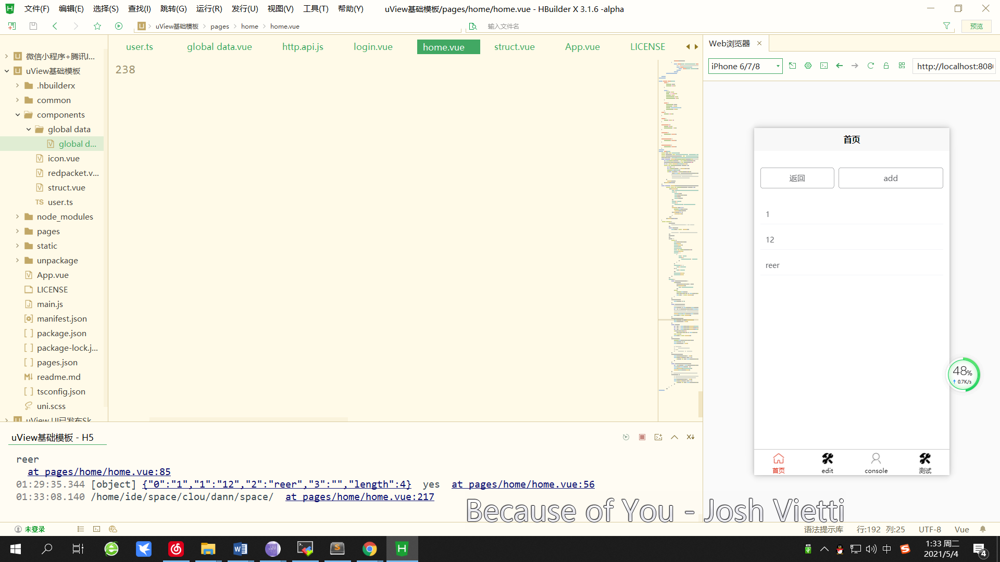 文件(F) 编辑(E) 选择(S) 查找(I) 跳转(G) 运行(R) 发行(U) 视图(V) 工具(T) 帮助(Y) uView基础模板/pages/home/home.vue - HBuilder X 3.1.6 -alpha
U uView基础模板 pages home home.vue 输入文件名 预览
user.ts global data.vue http.api.js login.vue home.vue struct.vue App.vue LICENSE
Web浏览器
iPhone 6/7/8 http://localhost:808
238
微信小程序+腾讯I...
uView基础模板
.hbuilderx
common
components
global data
global d...
icon.vue
redpacket.v...
struct.vue
TS user.ts
node_modules
pages
static
unpackage
App.vue
LICENSE
main.js
manifest.json
package.json
package-lock.j...
pages.json
readme.md
tsconfig.json
uni.scss
首页
返回 add
1
12
reer
首页 edit console 测试
48%
0.7K/s
uView基础模板 - H5
reer
at pages/home/home.vue:85
01:29:35.344 [object] {"0":"1","1":"12","2":"reer","3":"","length":4} yes at pages/home/home.vue:56
01:33:08.140 /home/ide/space/clou/dann/space/ at pages/home/home.vue:217
Because of You - Josh Vietti
未登录 语法提示库 行:192 列:25 UTF-8 Vue
中 1:33 周二
2021/5/4
4